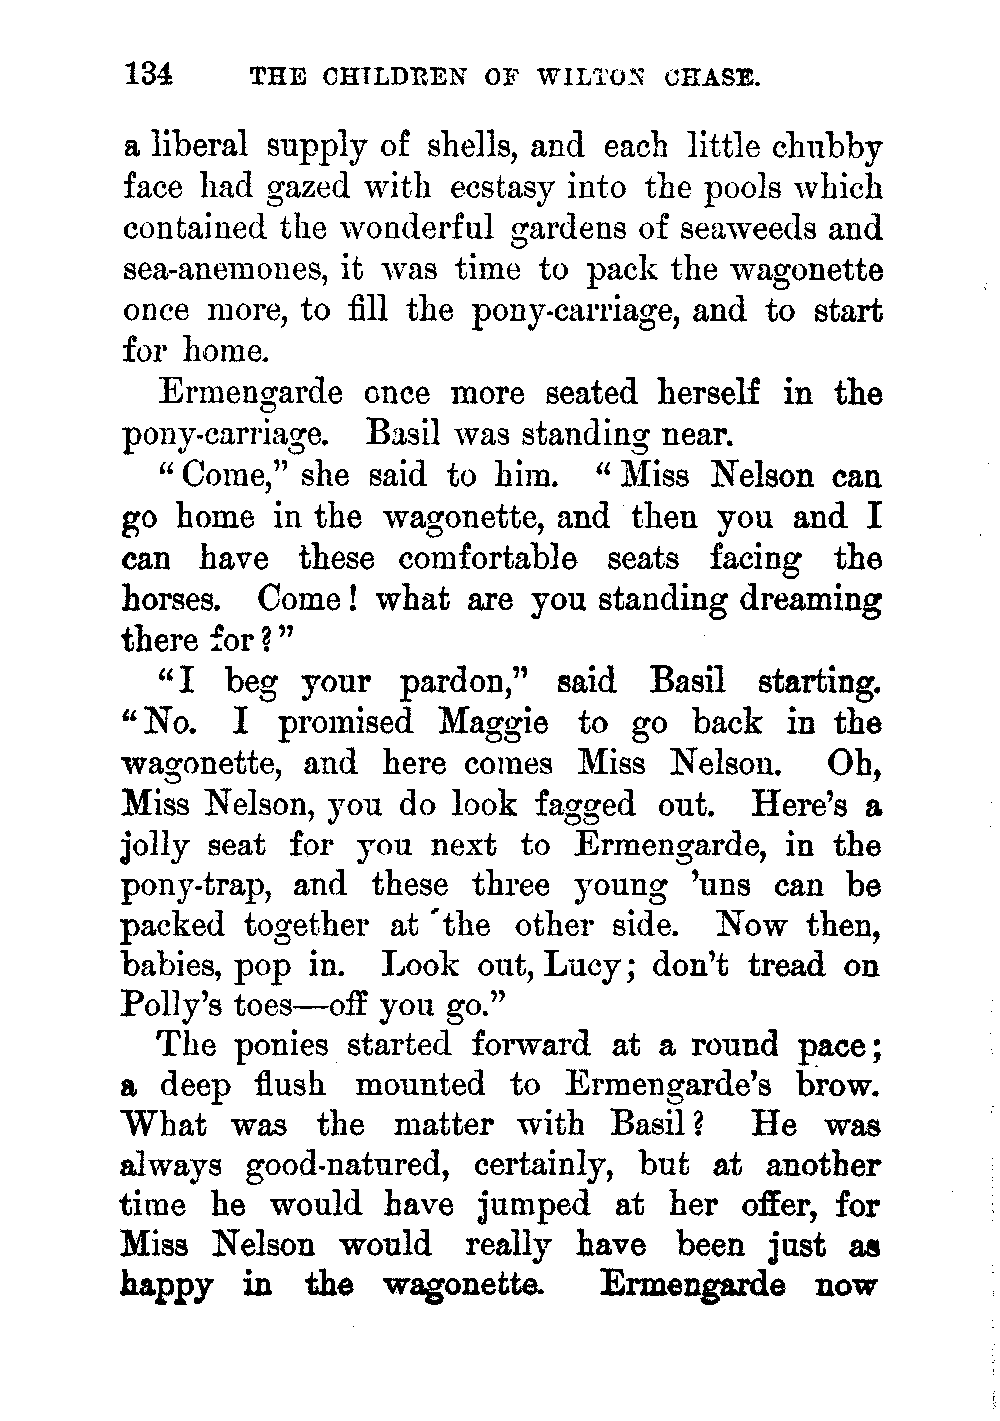 134 THE CHILDREN OF WILTON CHASE.
a liberal supply of shells, and each little chubby
face had gazed with ecstasy into the pools which
contained the wonderful gardens of seaweeds and
sea-anemones, it was time to pack the wagonette
once more, to fill the pony-carriage, and to start
for home.
Ermengarde once more seated herself in the
pony-carriage. Basil was standing near.
“Come,” she said to him. “Miss Nelson can
go home in the wagonette, and then you and I
can have these comfortable seats facing the
horses. Come! what are you standing dreaming
there for?”
“I beg your pardon,” said Basil starting.
“No. I promised Maggie to go back in the
wagonette, and here comes Miss Nelson. Oh,
Miss Nelson, you do look fagged out. Here’s a
jolly seat for you next to Ermengarde, in the
pony-trap, and these three young ’uns can be
packed together at the other side. Now then,
babies, pop in. Look out, Lucy; don’t tread on
Polly’s toes—off you go.”
The ponies started forward at a round pace;
a deep flush mounted to Ermengarde’s brow.
What was the matter with Basil? He was
always good-natured, certainly, but at another
time he would have jumped at her offer, for
Miss Nelson would really have been just as
happy in the wagonette. Ermengarde now